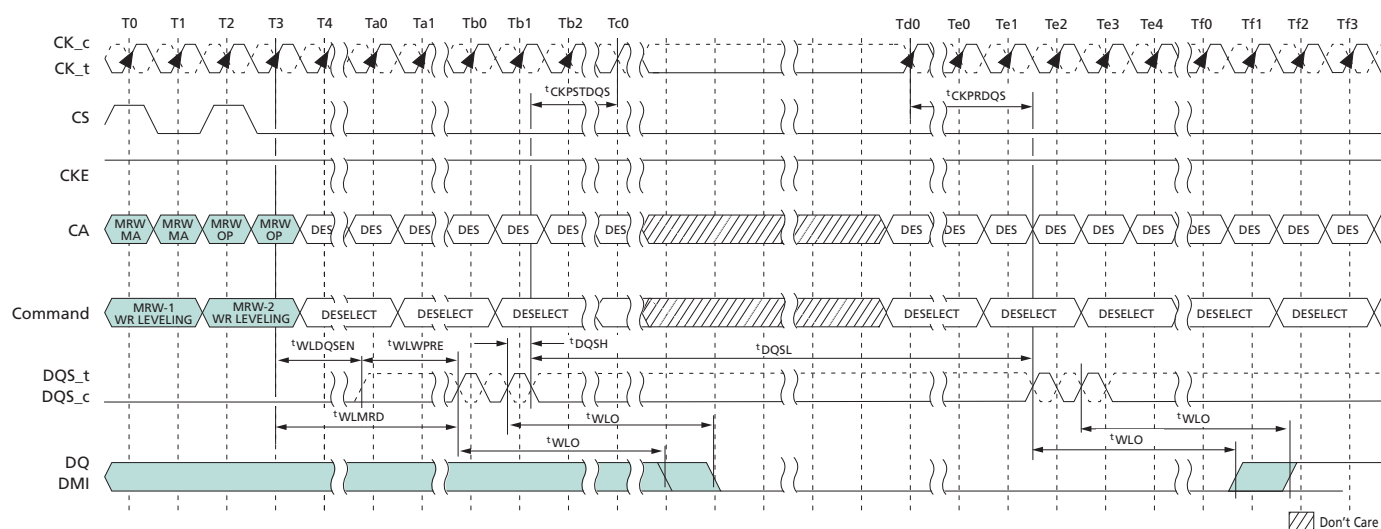 T0 T1 T2 T3 T4 Ta0 Ta1 Tb0 Tb1 Tb2 Tc0 Td0 Te0 Te1 Te2 Te3 Te4 Tf0 Tf1 Tf2 Tf3
CK_c
CK_t
tCKPSTDQS tCKPRDQS
CS
CKE
CA
MRW MA
MRW MA
MRW OP
MRW OP
DES DES DES DES DES DES DES DES DES DES DES DES DES DES DES DES DES DES
Command
MRW-1 WR LEVELING
MRW-2 WR LEVELING
DESELECT DESELECT DESELECT DESELECT DESELECT DESELECT DESELECT DESELECT
tWLDQSEN tWLWPRE tDQSH tDQSL
DQS_t
DQS_c
tWLMRD tWLO tWLO
tWLO tWLO
DQ
DMI
Don't Care